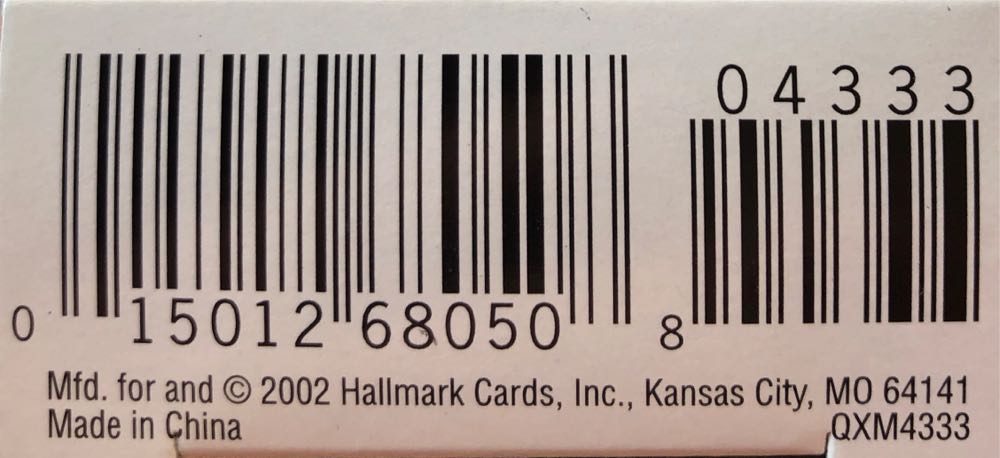 04333
0 15012 68050 8
Mfd. for and © 2002 Hallmark Cards, Inc., Kansas City, MO 64141
Made in China QXM4333